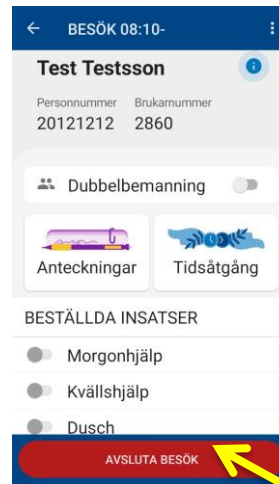 BESÖK 08:10-
Test Testsson
Personnummer Brukarnummer
20121212 2860
Dubbelbemanning
Anteckningar Tidsåtgång
BESTÄLLDA INSATSER
Morgonhjälp
Kvällshjälp
Dusch
AVSLUTA BESÖK